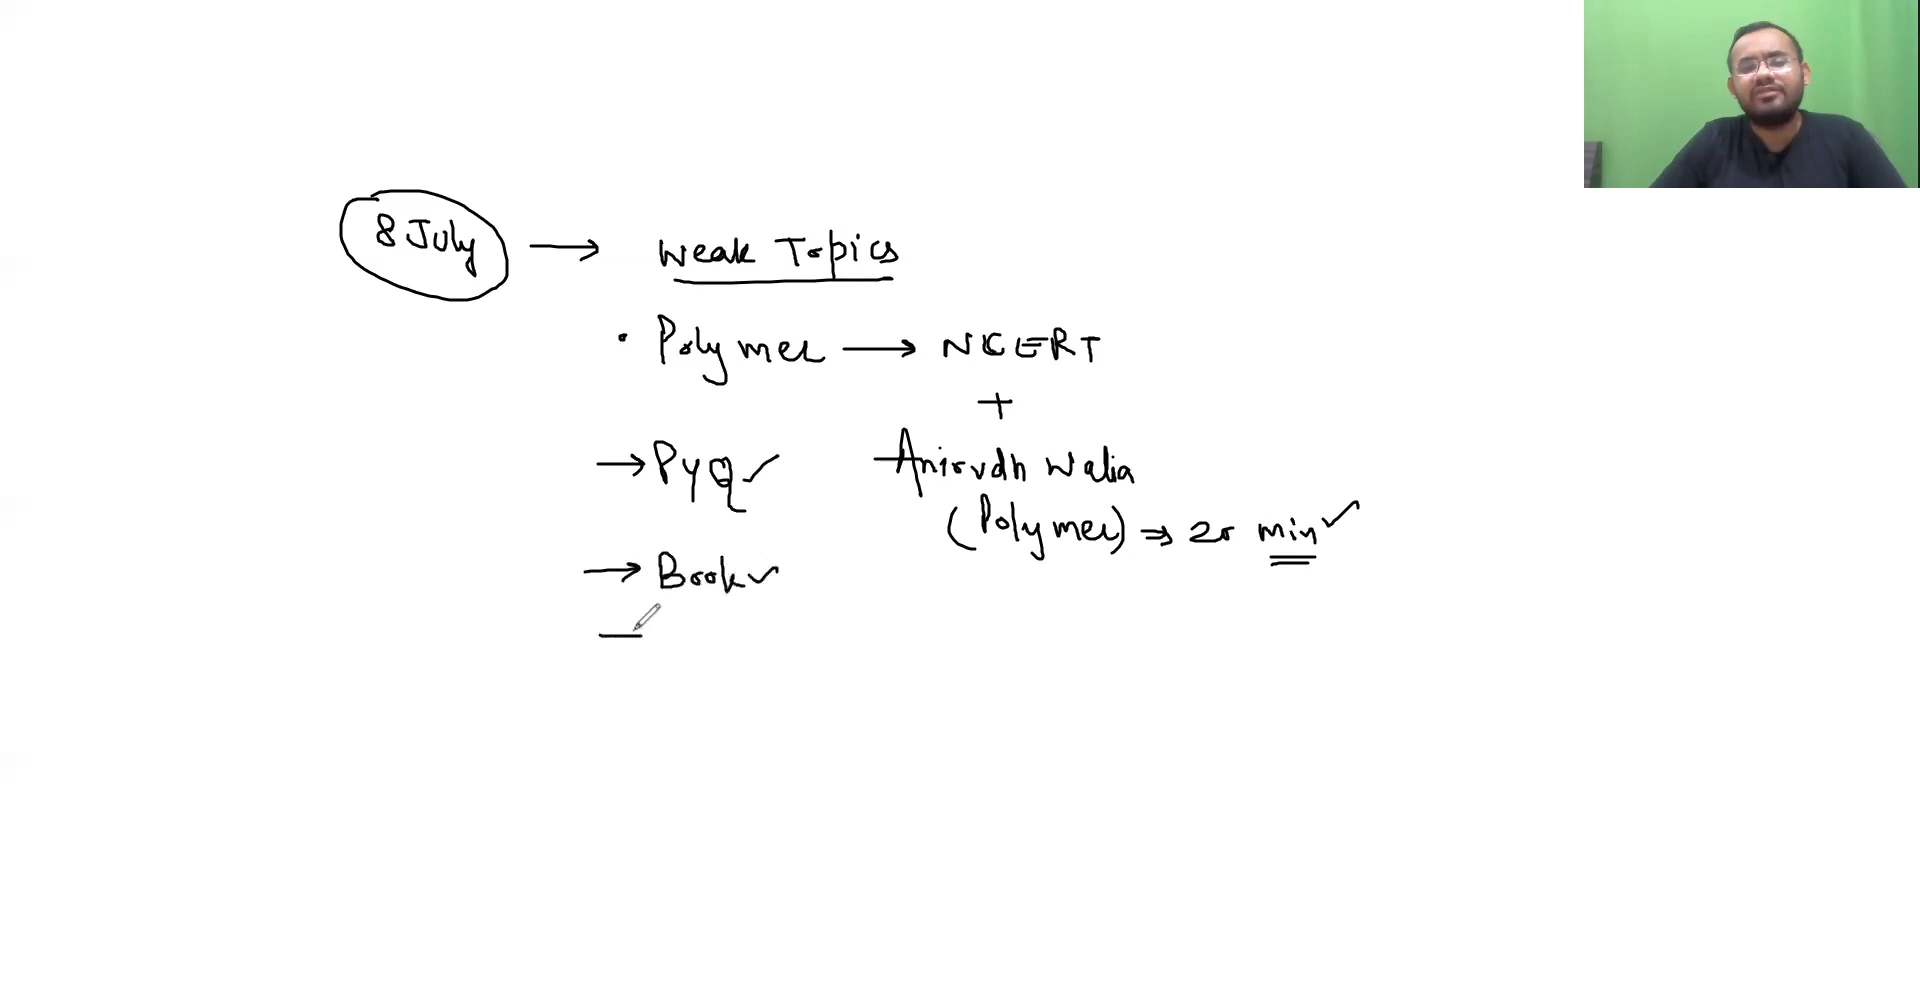 8 July → Weak Topics
• Polymer → NCERT
+
→ PYQ✓ Anirudh Walia
(Polymer) ⇒ 20 min✓
→ Book✓